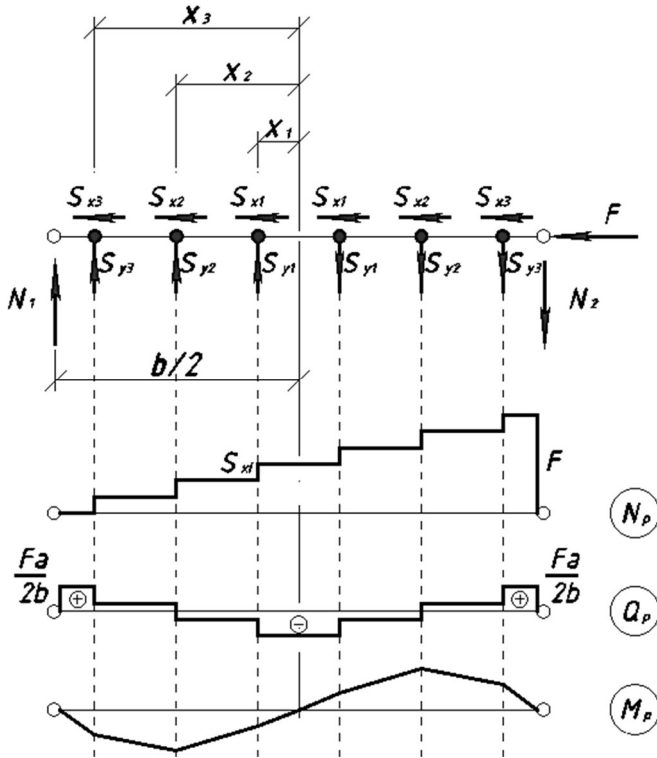 x₃
x₂
x₁
Sx3 Sx2 Sx1 Sx1 Sx2 Sx3 F
N₁ Sy3 Sy2 Sy1 Sy1 Sy2 Sy3 N₂
b/2
Sxi F Np
Fa/2b + − + Fa/2b Qp
Mp